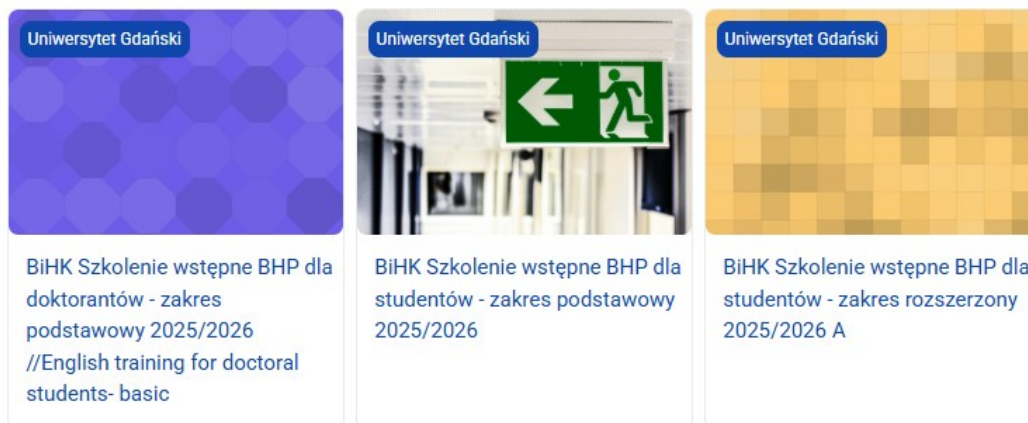 Uniwersytet Gdański
BiHK Szkolenie wstępne BHP dla
doktorantów - zakres
podstawowy 2025/2026
//English training for doctoral
students- basic
Uniwersytet Gdański
BiHK Szkolenie wstępne BHP dla
studentów - zakres podstawowy
2025/2026
Uniwersytet Gdański
BiHK Szkolenie wstępne BHP dla
studentów - zakres rozszerzony
2025/2026 A